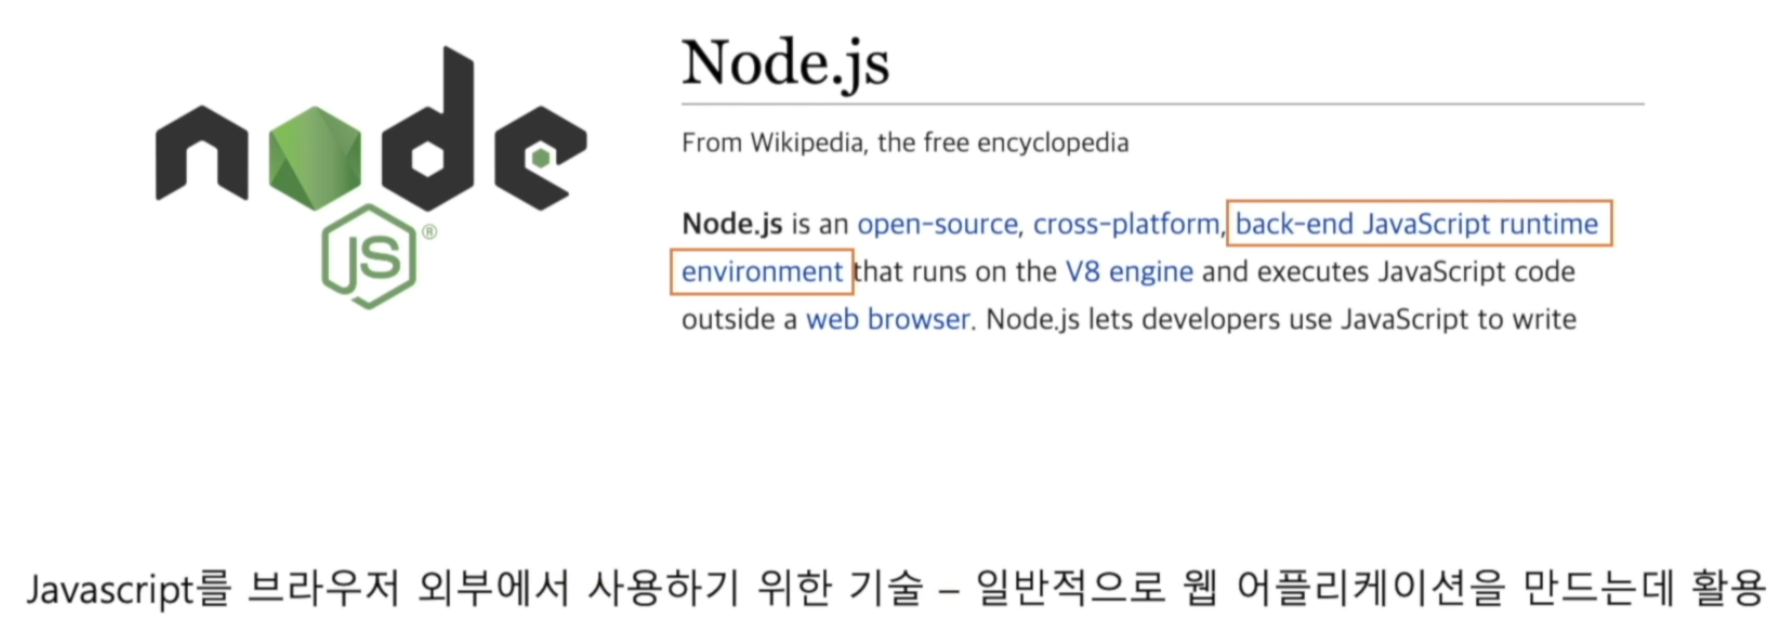 node
JS®
Node.js
From Wikipedia, the free encyclopedia
Node.js is an open-source, cross-platform, back-end JavaScript runtime
environment that runs on the V8 engine and executes JavaScript code
outside a web browser. Node.js lets developers use JavaScript to write
Javascript를 브라우저 외부에서 사용하기 위한 기술 – 일반적으로 웹 어플리케이션을 만드는데 활용